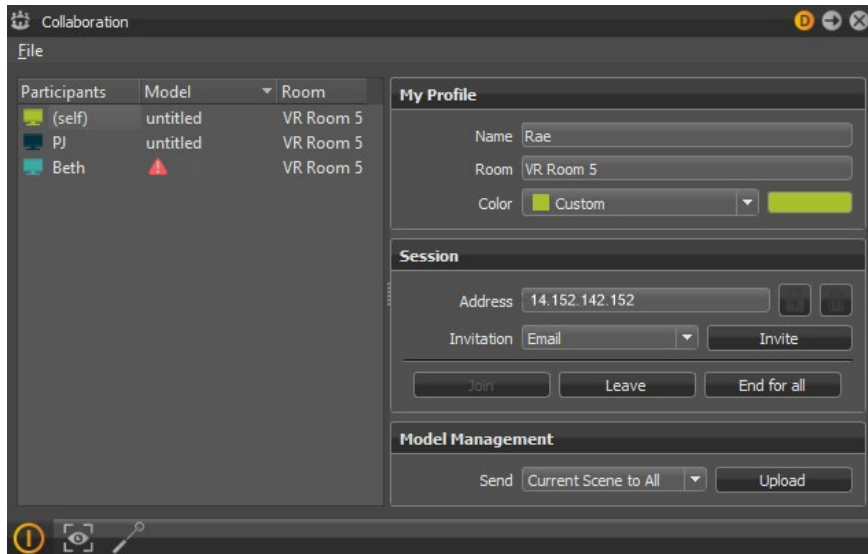 Collaboration
D
File
Participants Model Room
(self) untitled VR Room 5
PJ untitled VR Room 5
Beth VR Room 5
My Profile
Name Rae
Room VR Room 5
Color Custom
Session
Address 14.152.142.152
Invitation Email Invite
Join Leave End for all
Model Management
Send Current Scene to All Upload